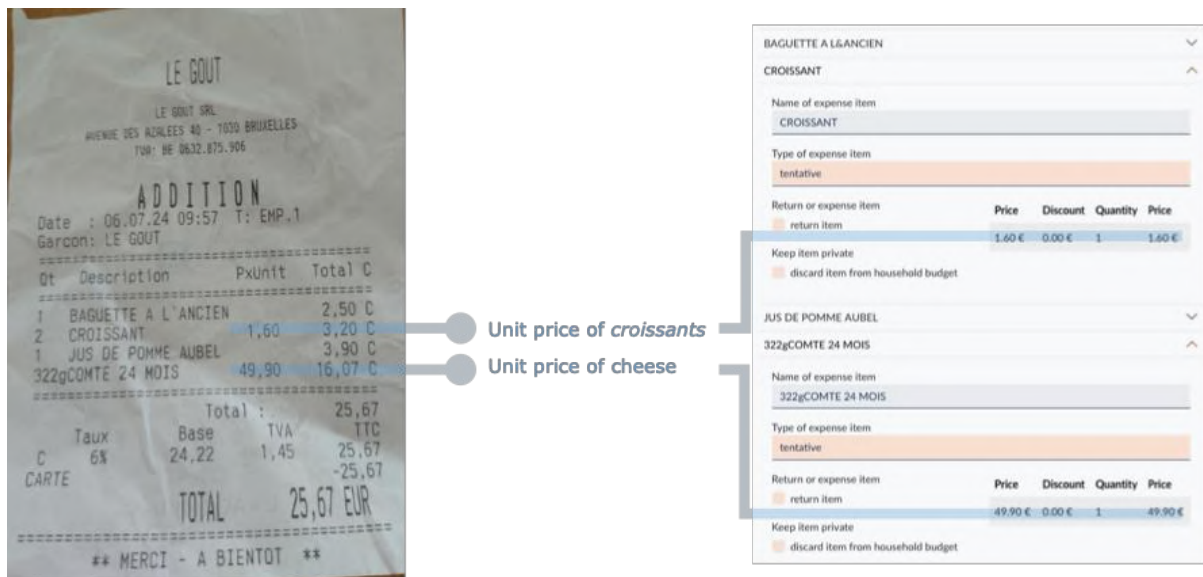 LE GOUT
LE GOUT SRL
AVENUE DES AZALEES 40 - 1030 BRUXELLES
TVA: BE 0632.875.906
ADDITION
Date : 06.07.24 09:57 T: EMP.1
Garcon: LE GOUT
Qt Description PxUnit Total C
1 BAGUETTE A L'ANCIEN 2,50 C
2 CROISSANT 1,60 3,20 C
1 JUS DE POMME AUBEL 3,90 C
322gCOMTE 24 MOIS 49,90 16,07 C
Total : 25,67
Taux Base TVA TTC
C 6% 24,22 1,45 25,67
CARTE -25,67
TOTAL 25,67 EUR
** MERCI - A BIENTOT **
Unit price of croissants
Unit price of cheese
BAGUETTE A L&ANCIEN
CROISSANT
Name of expense item
CROISSANT
Type of expense item
tentative
Return or expense item
return item
Price Discount Quantity Price
1.60 € 0.00 € 1 1.60 €
Keep item private
discard item from household budget
JUS DE POMME AUBEL
322gCOMTE 24 MOIS
Name of expense item
322gCOMTE 24 MOIS
Type of expense item
tentative
Return or expense item
return item
Price Discount Quantity Price
49.90 € 0.00 € 1 49.90 €
Keep item private
discard item from household budget